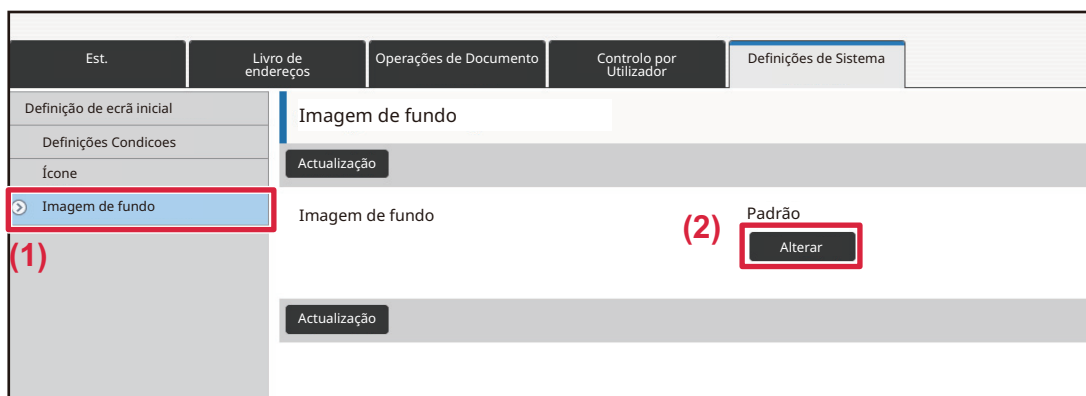 Est.
Livro de
endereços
Operações de Documento
Controlo por
Utilizador
Definições de Sistema
Definição de ecrã inicial
Definições Condicoes
Ícone
Imagem de fundo
(1)
Imagem de fundo
Actualização
Imagem de fundo
(2)
Padrão
Alterar
Actualização